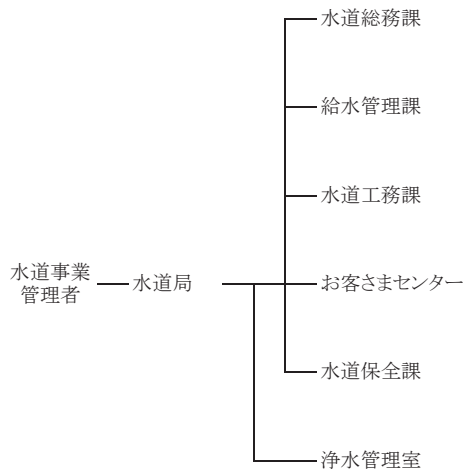 水道事業
管理者
水道局
水道総務課
給水管理課
水道工務課
お客さまセンター
水道保全課
浄水管理室